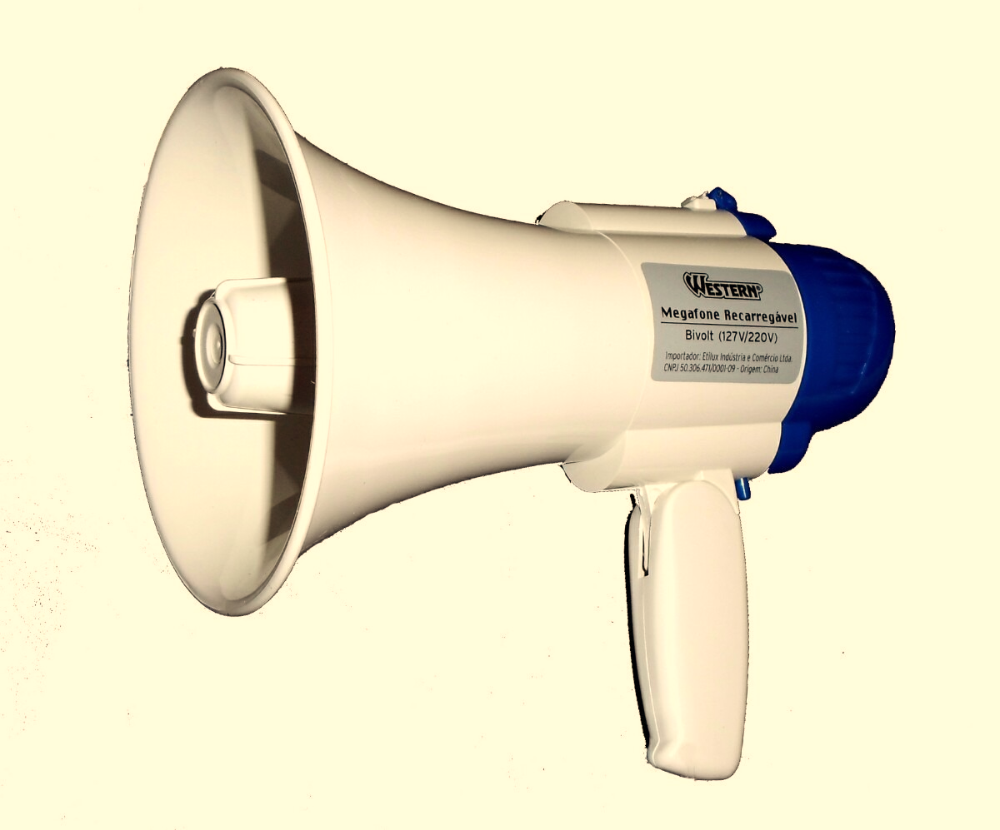 WESTERN®
Megafone Recarregável
Bivolt (127V/220V)
Importador: Etilux Indústria e Comércio Ltda.
CNPJ 50.306.471/0001-09 - Origem: China